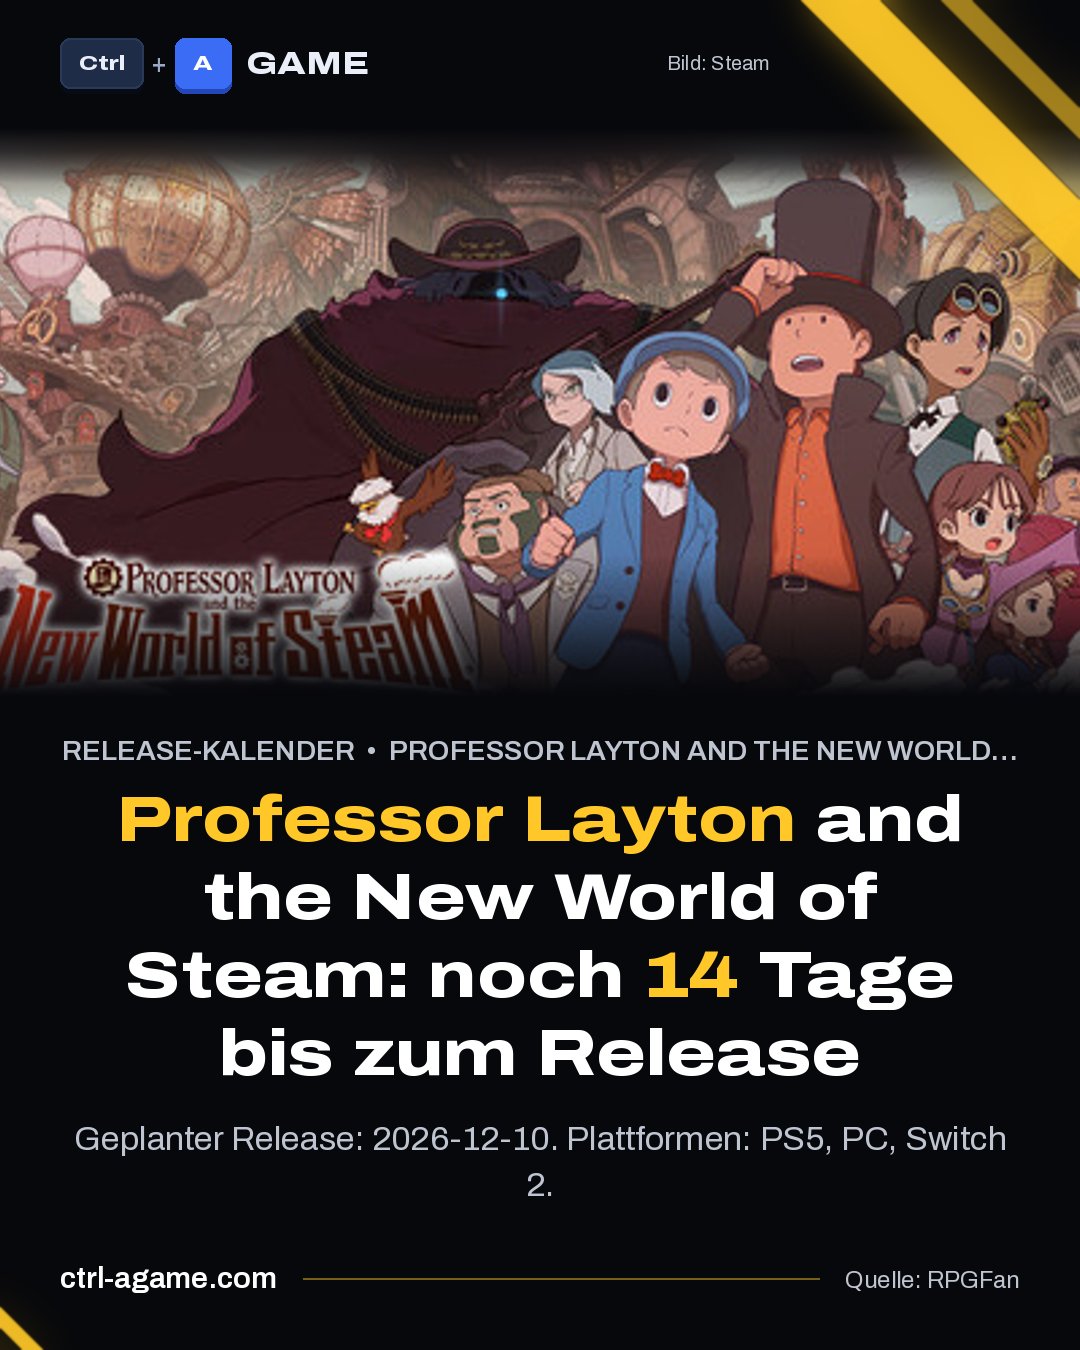 Ctrl + A GAME
Bild: Steam
PROFESSOR LAYTON
and the
NEW WORLD of STEAM
RELEASE-KALENDER • PROFESSOR LAYTON AND THE NEW WORLD...
Professor Layton and
the New World of
Steam: noch 14 Tage
bis zum Release
Geplanter Release: 2026-12-10. Plattformen: PS5, PC, Switch
2.
ctrl-agame.com
Quelle: RPGFan